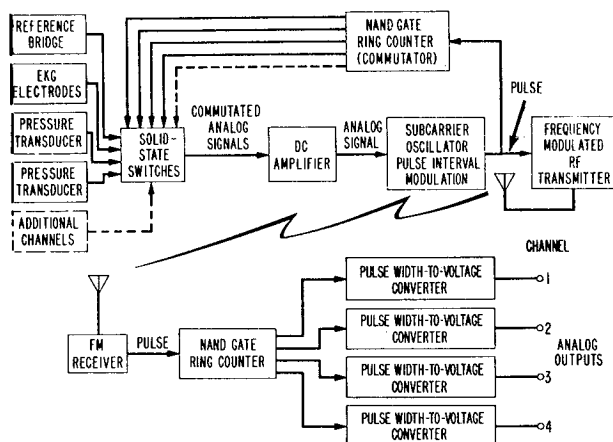 REFERENCE
BRIDGE
EKG
ELECTRODES
PRESSURE
TRANSDUCER
PRESSURE
TRANSDUCER
ADDITIONAL
CHANNELS
SOLID-
STATE
SWITCHES
NAND GATE
RING COUNTER
(COMMUTATOR)
COMMUTATED
ANALOG
SIGNALS
DC
AMPLIFIER
ANALOG
SIGNAL
SUBCARRIER
OSCILLATOR
PULSE INTERVAL
MODULATION
PULSE
FREQUENCY
MODULATED
RF
TRANSMITTER
FM
RECEIVER
PULSE
NAND GATE
RING COUNTER
CHANNEL
PULSE WIDTH-TO-VOLTAGE
CONVERTER
1
PULSE WIDTH-TO-VOLTAGE
CONVERTER
2
ANALOG
OUTPUTS
PULSE WIDTH-TO-VOLTAGE
CONVERTER
3
PULSE WIDTH-TO-VOLTAGE
CONVERTER
4